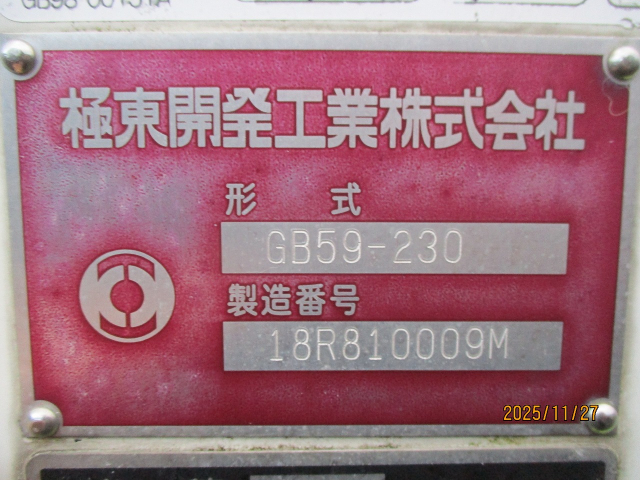 極東開発工業株式会社
形 式
GB59-230
製造番号
18R810009M
2025/11/27